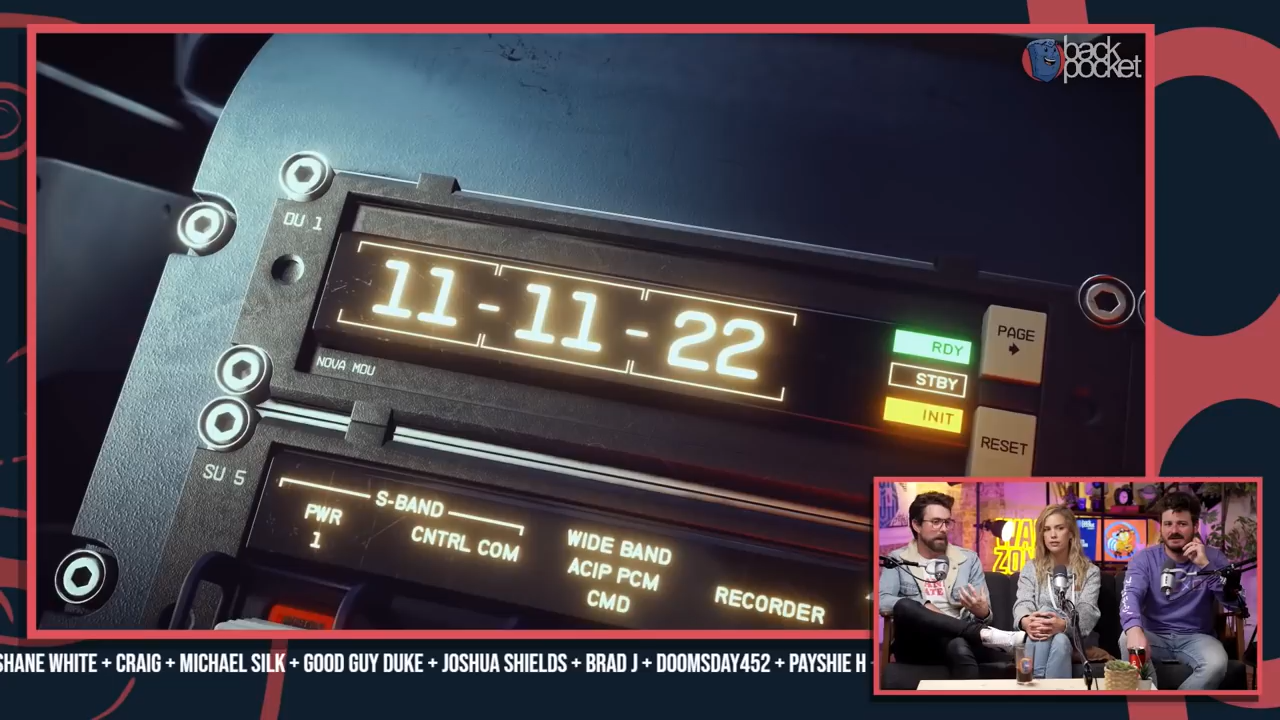 back
pocket
DU 1
11-11-22
NOVA MDU
RDY
STBY
INIT
PAGE
RESET
SU 5
S-BAND
PWR
1
CNTRL COM
WIDE BAND
ACIP PCM
CMD
RECORDER
SHANE WHITE + CRAIG + MICHAEL SILK + GOOD GUY DUKE + JOSHUA SHIELDS + BRAD J + DOOMSDAY452 + PAYSHIE H